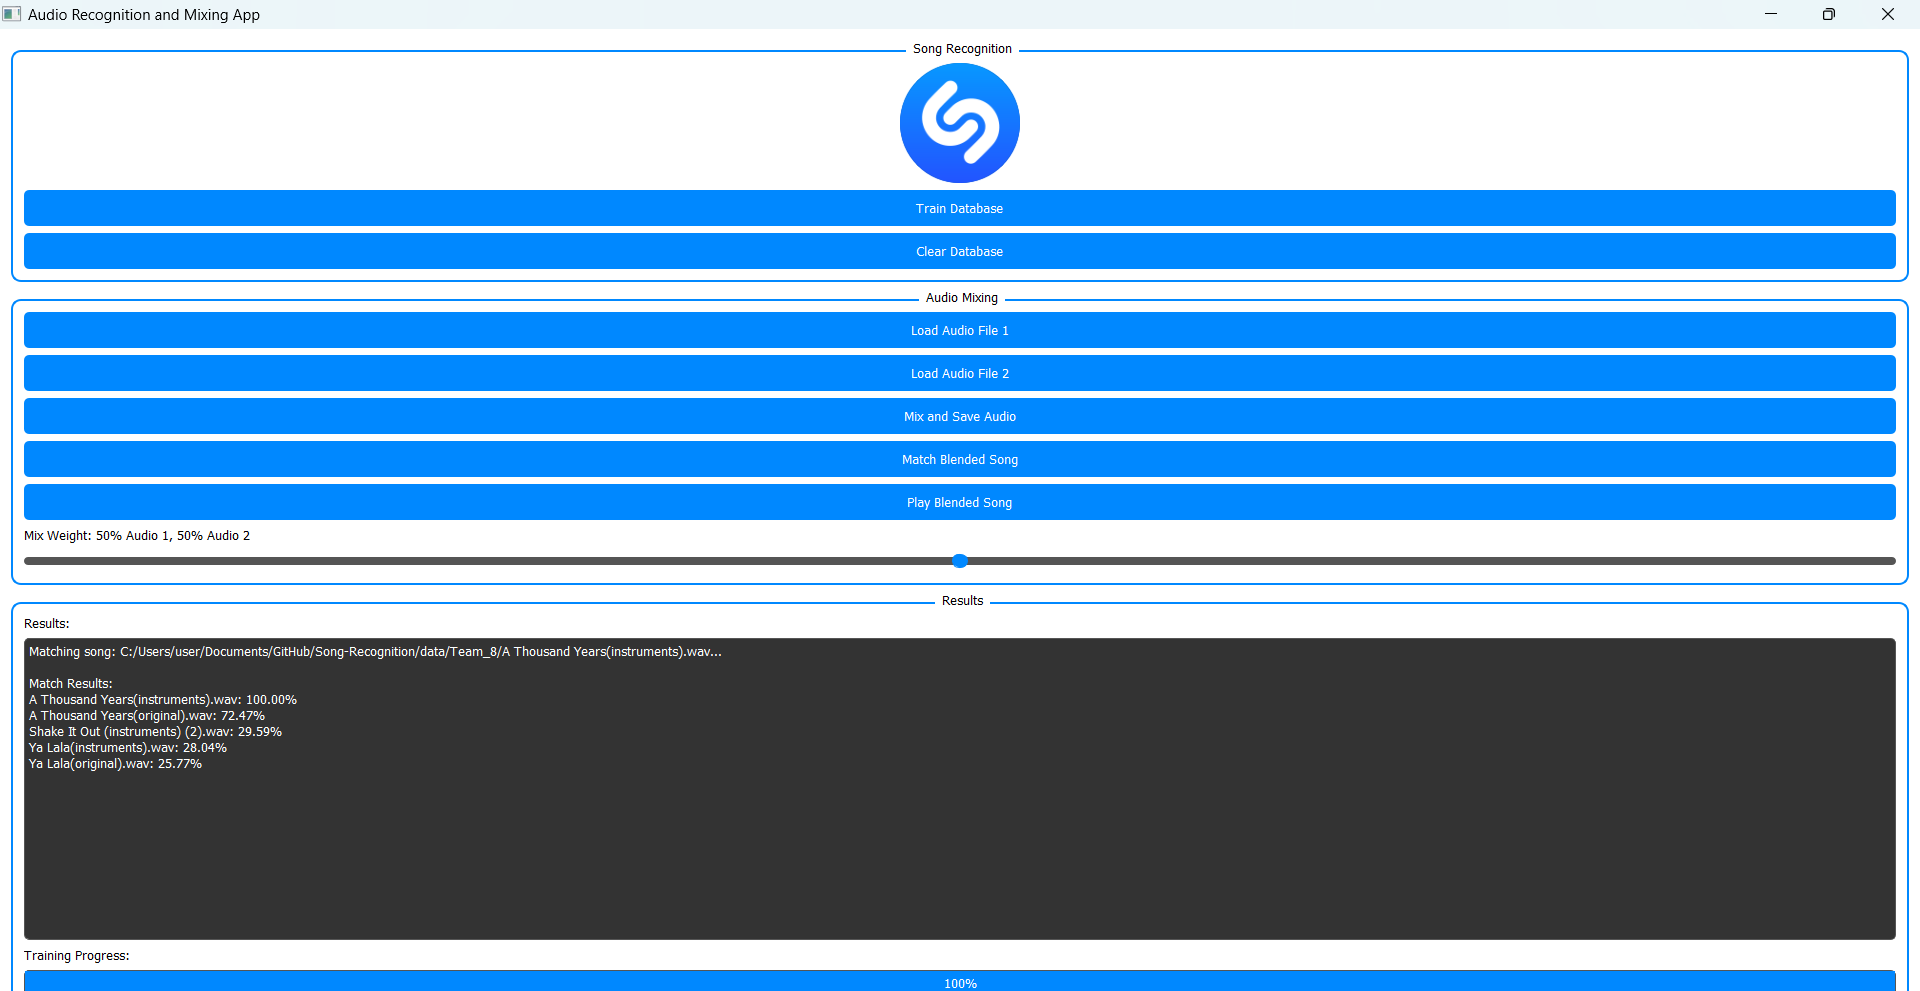 Audio Recognition and Mixing App
Song Recognition
Train Database
Clear Database
Audio Mixing
Load Audio File 1
Load Audio File 2
Mix and Save Audio
Match Blended Song
Play Blended Song
Mix Weight: 50% Audio 1, 50% Audio 2
Results
Results:
Matching song: C:/Users/user/Documents/GitHub/Song-Recognition/data/Team_8/A Thousand Years(instruments).wav...
Match Results:
A Thousand Years(instruments).wav: 100.00%
A Thousand Years(original).wav: 72.47%
Shake It Out (instruments) (2).wav: 29.59%
Ya Lala(instruments).wav: 28.04%
Ya Lala(original).wav: 25.77%
Training Progress:
100%